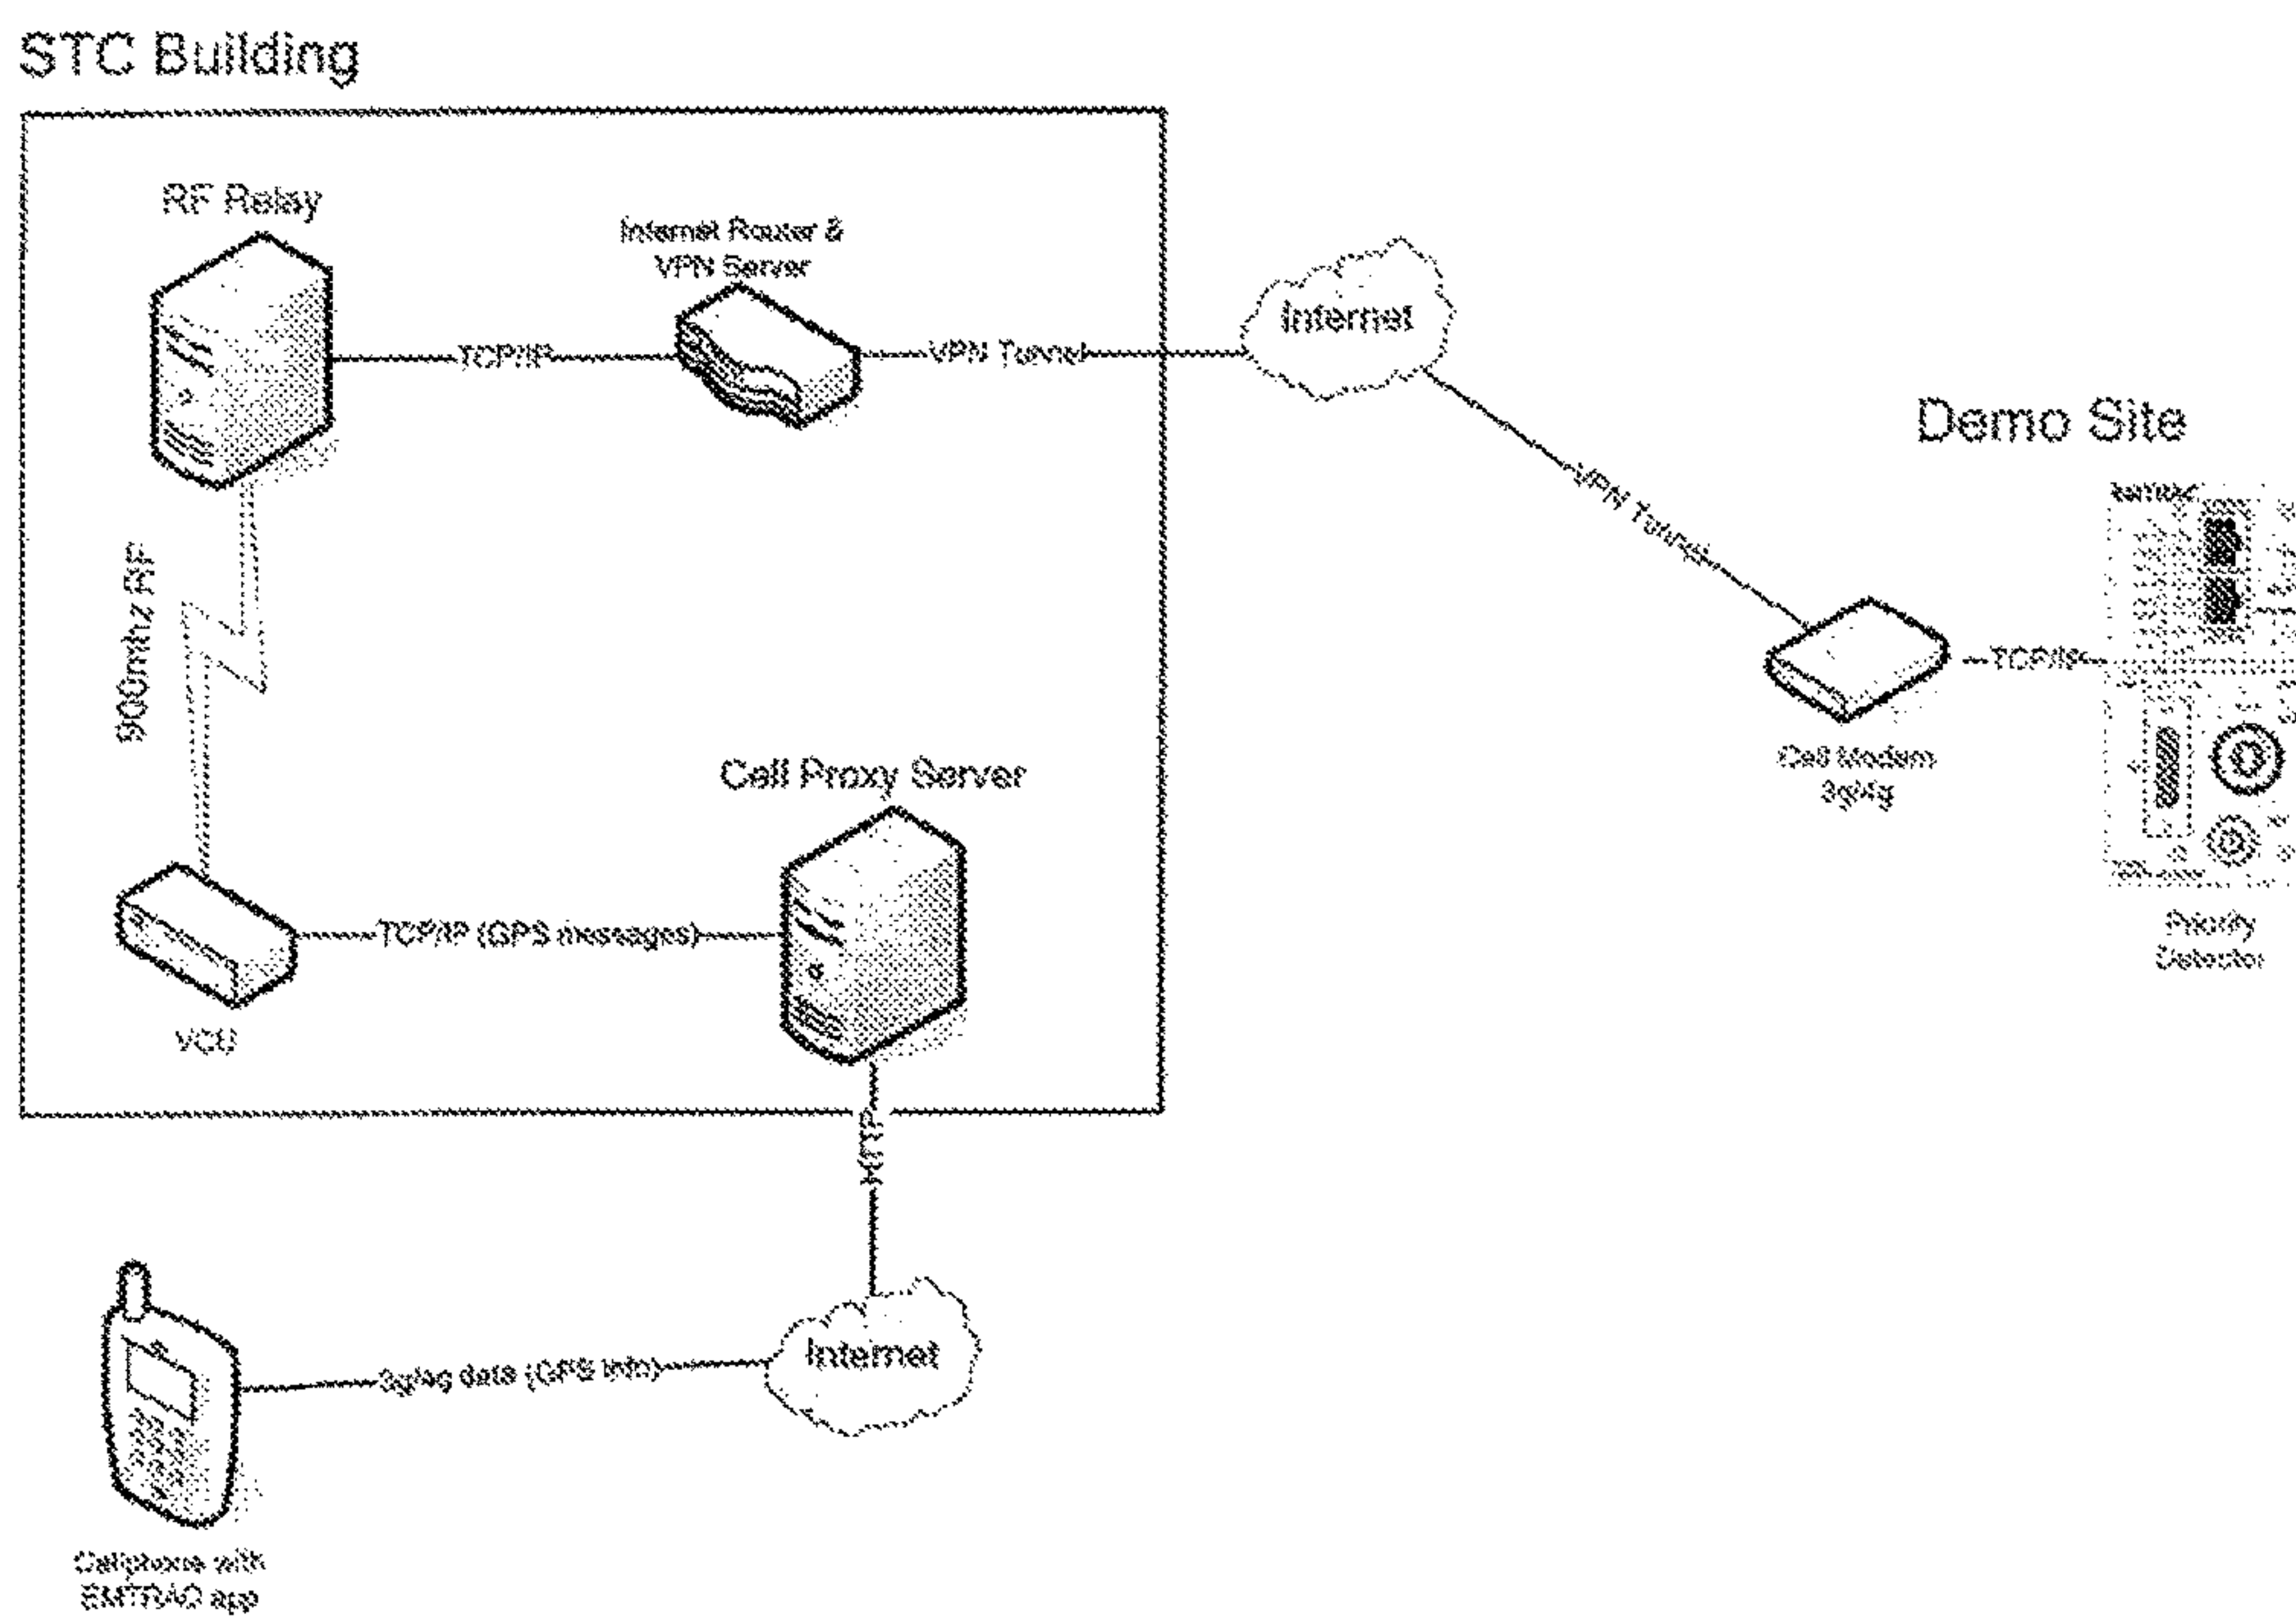 STC Building
RF Relay
Internet Router &
VPN Server
Internet
TCP/IP
VPN Tunnel
Demo Site
VPN Tunnel
900mhz RF
TCP/IP
Cell Modem
3g/4g
Cell Proxy Server
Priority
Detector
TCP/IP (GPS messages)
VCU
HTTP
Internet
3g/4g data (GPS info)
Cellphone with
EMTRAC app